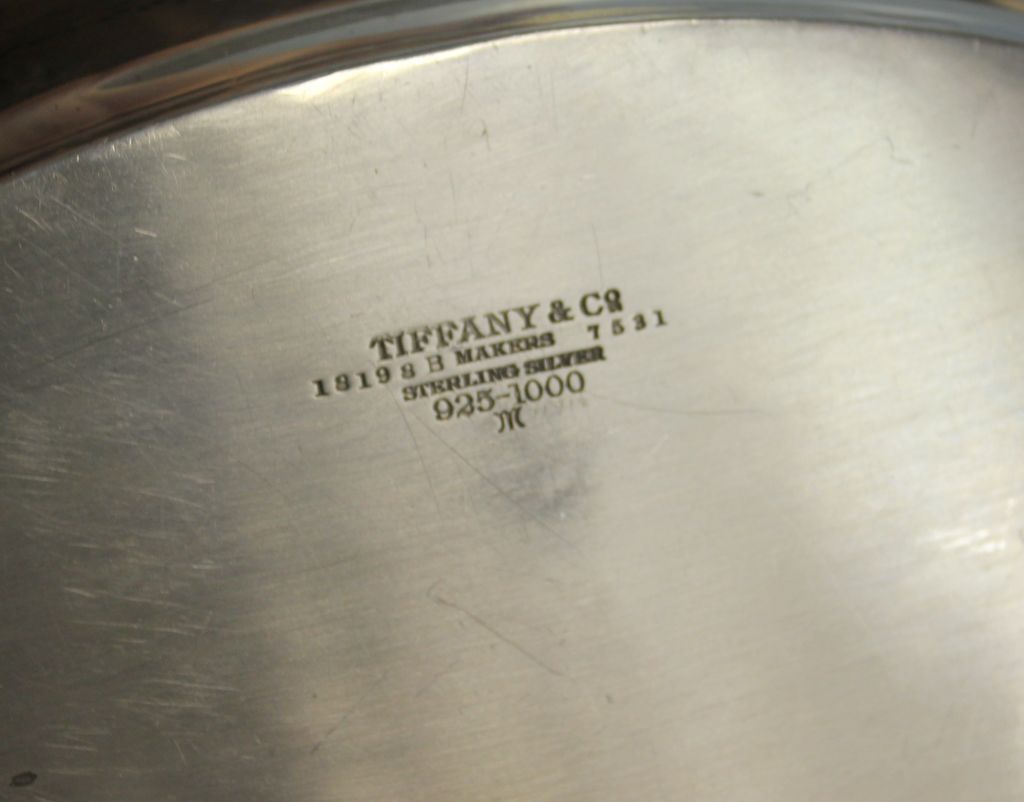 TIFFANY & Co
18198 B MAKERS 7531
STERLING SILVER
925-1000
M